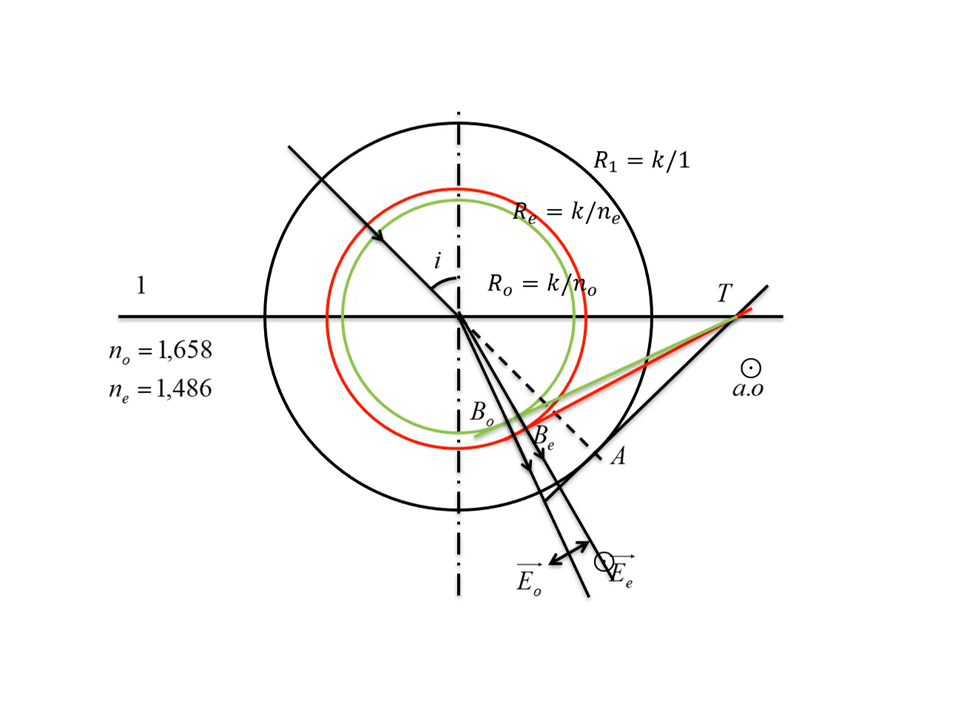 R₁ = k/1
Rₑ = k/nₑ
i
Rₒ = k/nₒ
1
T
nₒ = 1,658
nₑ = 1,486
a.o
Bₒ
Bₑ
A
Eₒ
Eₑ